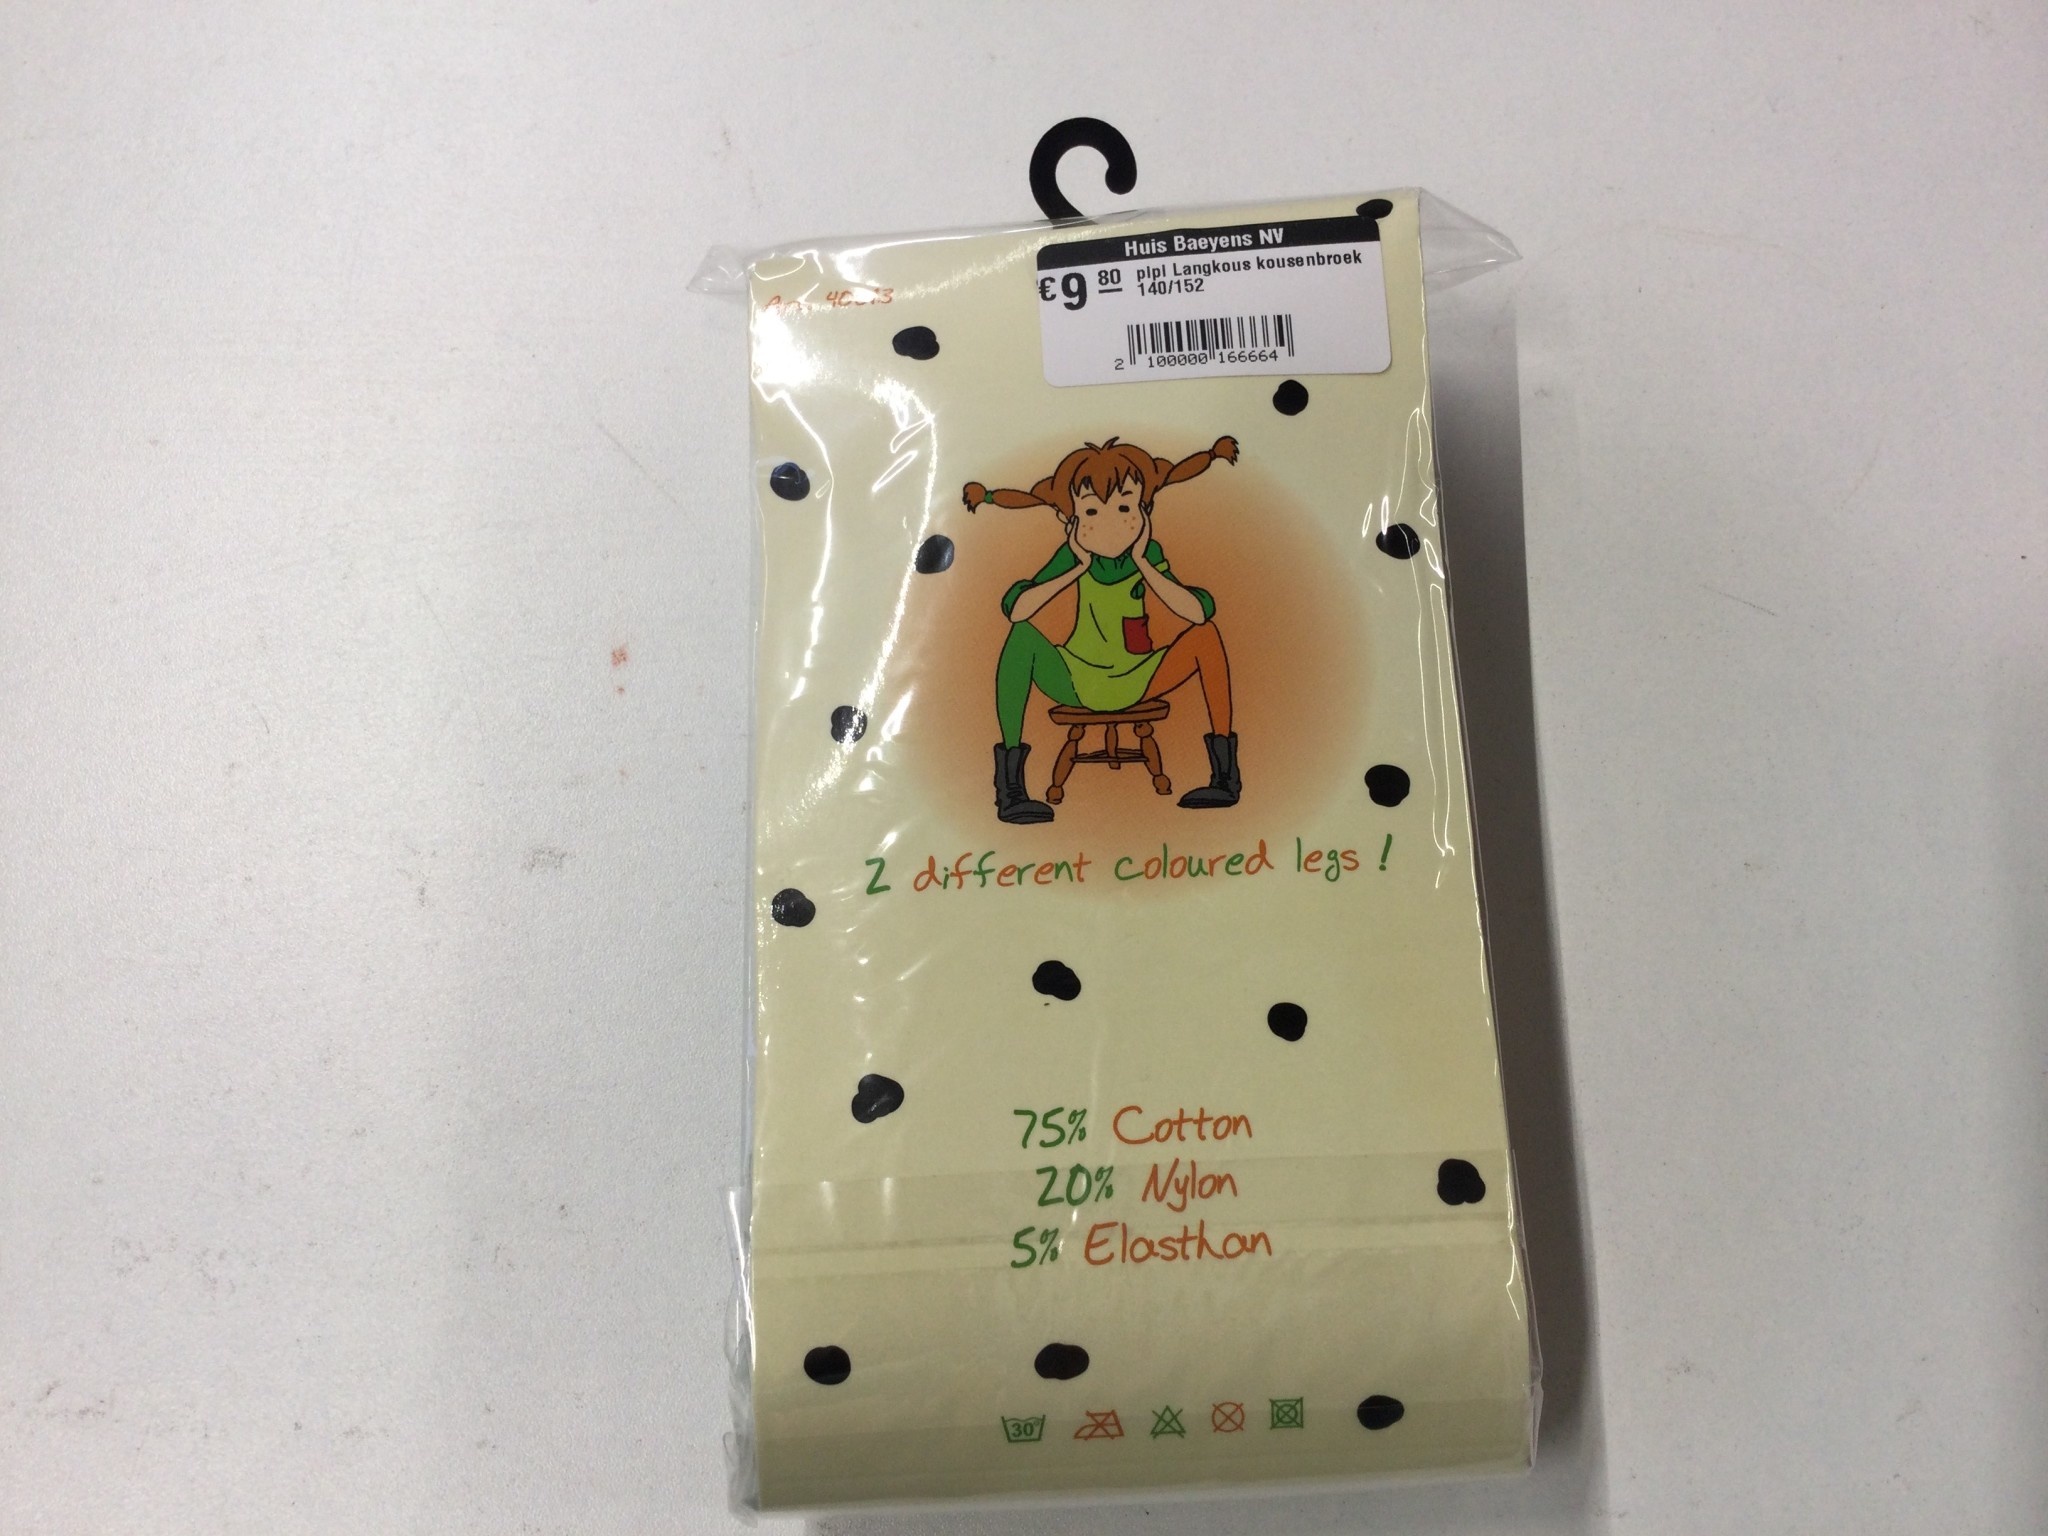 Huis Baeyens NV
€9 80 pipi Langkous kousenbroek
140/152
2 100000 166664
2 different coloured legs !
75% Cotton
20% Nylon
5% Elasthan
30°